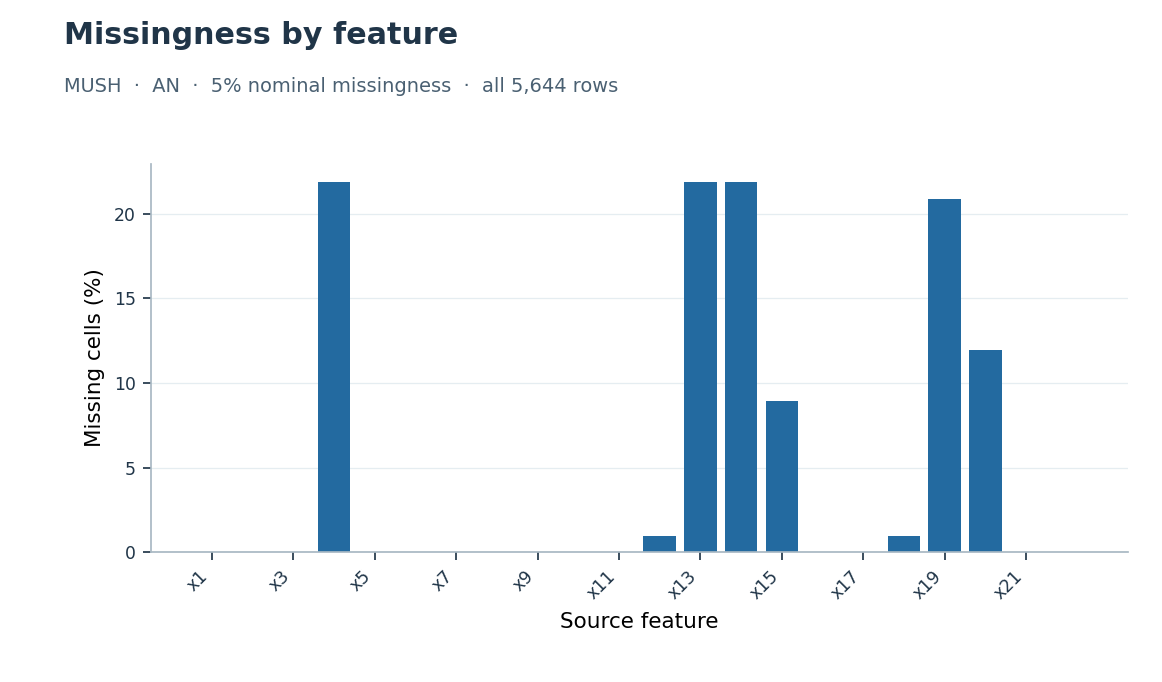 Missingness by feature
MUSH · AN · 5% nominal missingness · all 5,644 rows
Missing cells (%)
20
15
10
5
0
x1 x3 x5 x7 x9 x11 x13 x15 x17 x19 x21
Source feature